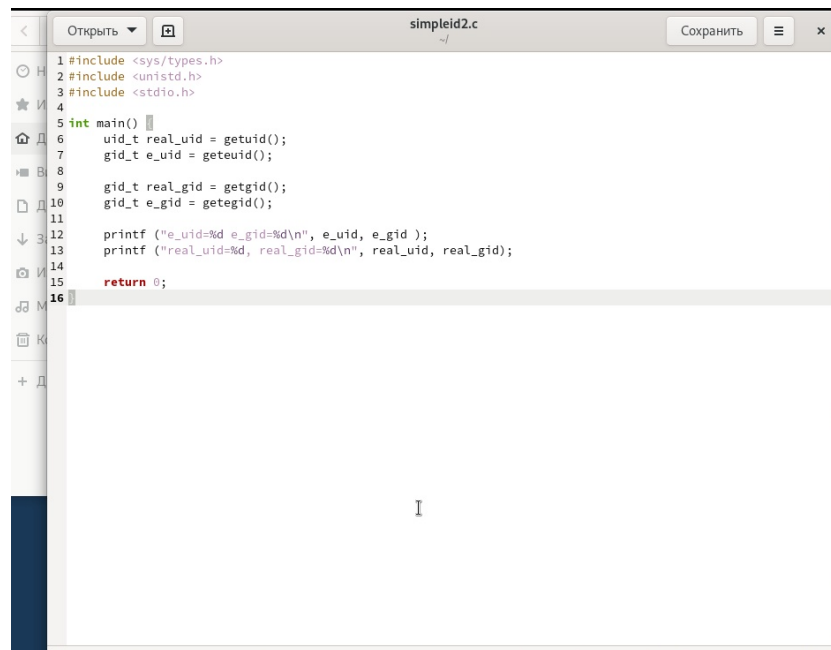 Открыть
simpleid2.c
~/
Сохранить
1 #include <sys/types.h>
2 #include <unistd.h>
3 #include <stdio.h>
4
5 int main() {
6     uid_t real_uid = getuid();
7     gid_t e_uid = geteuid();
8
9     gid_t real_gid = getgid();
10     gid_t e_gid = getegid();
11
12     printf ("e_uid=%d e_gid=%d\n", e_uid, e_gid );
13     printf ("real_uid=%d, real_gid=%d\n", real_uid, real_gid);
14
15     return 0;
16 }